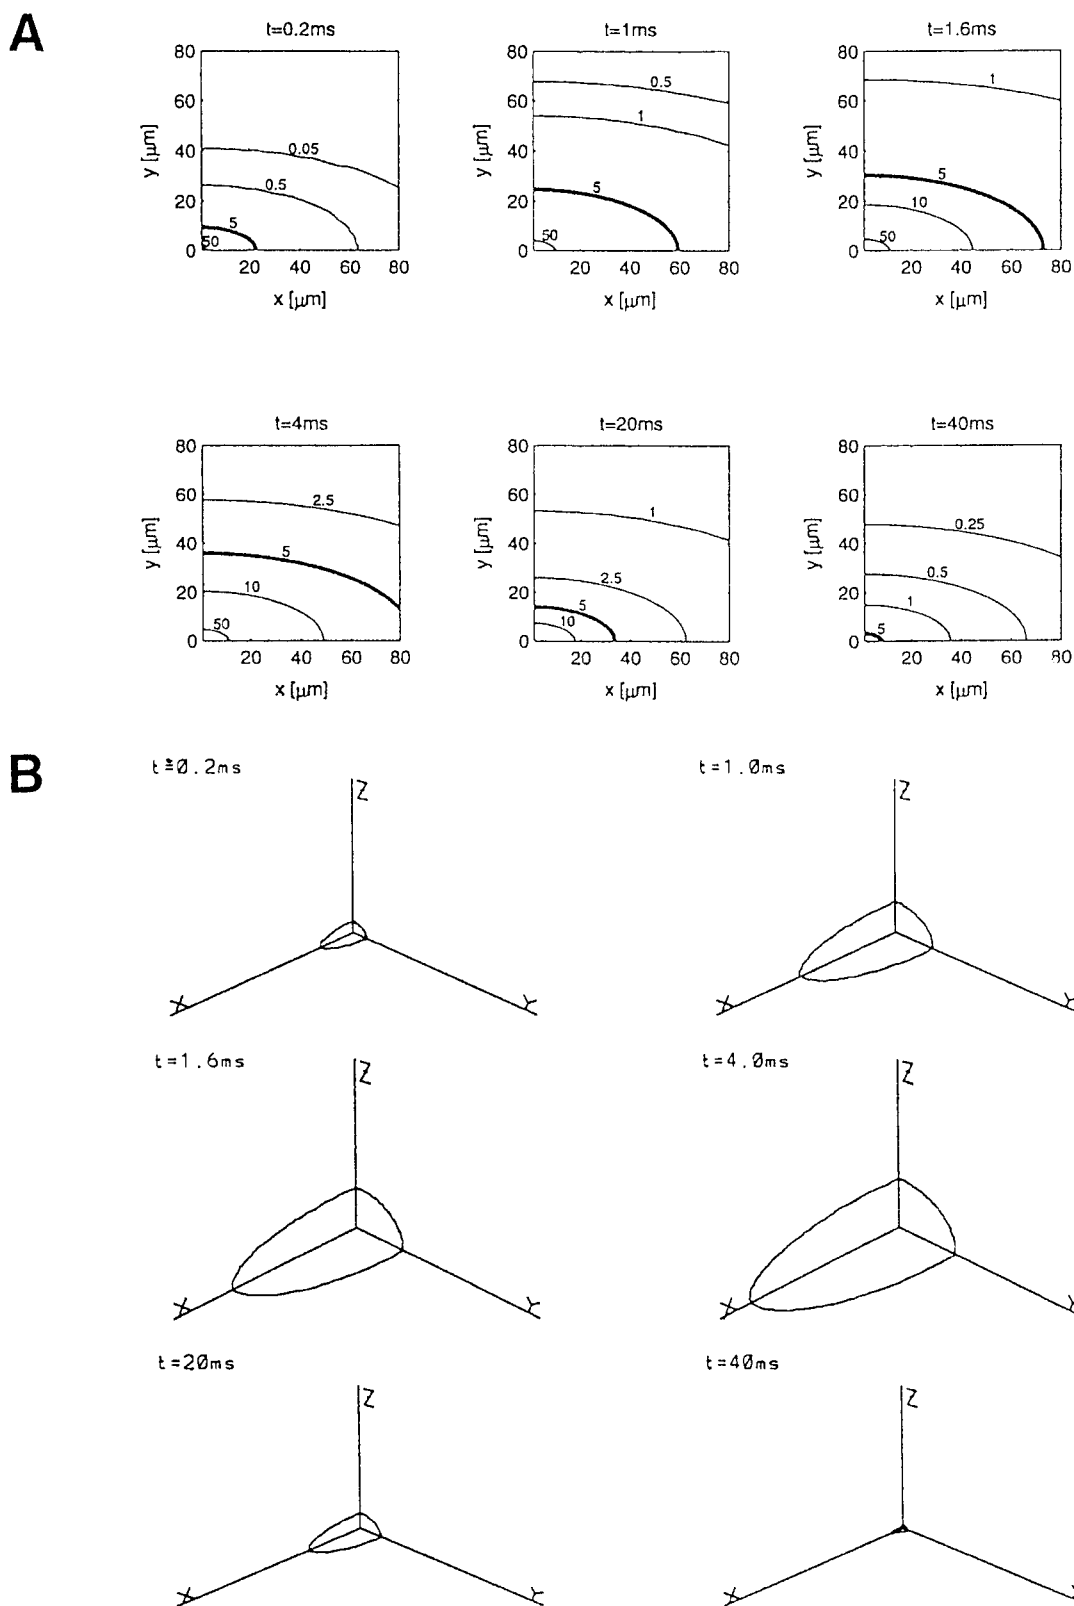 A
t=0.2ms
t=1ms
t=1.6ms
80
60
40
20
0
y [μm]
0.05
0.5
5
50
20 40 60 80
x [μm]
80
60
40
20
0
y [μm]
0.5
1
5
50
20 40 60 80
x [μm]
80
60
40
20
0
y [μm]
1
5
10
50
20 40 60 80
x [μm]
t=4ms
t=20ms
t=40ms
80
60
40
20
0
y [μm]
2.5
5
10
50
20 40 60 80
x [μm]
80
60
40
20
0
y [μm]
1
2.5
5
10
20 40 60 80
x [μm]
80
60
40
20
0
y [μm]
0.25
0.5
1
5
20 40 60 80
x [μm]
B
t=0.2ms
Z
X
Y
t=1.0ms
Z
X
Y
t=1.6ms
Z
X
Y
t=4.0ms
Z
X
Y
t=20ms
Z
X
Y
t=40ms
Z
X
Y